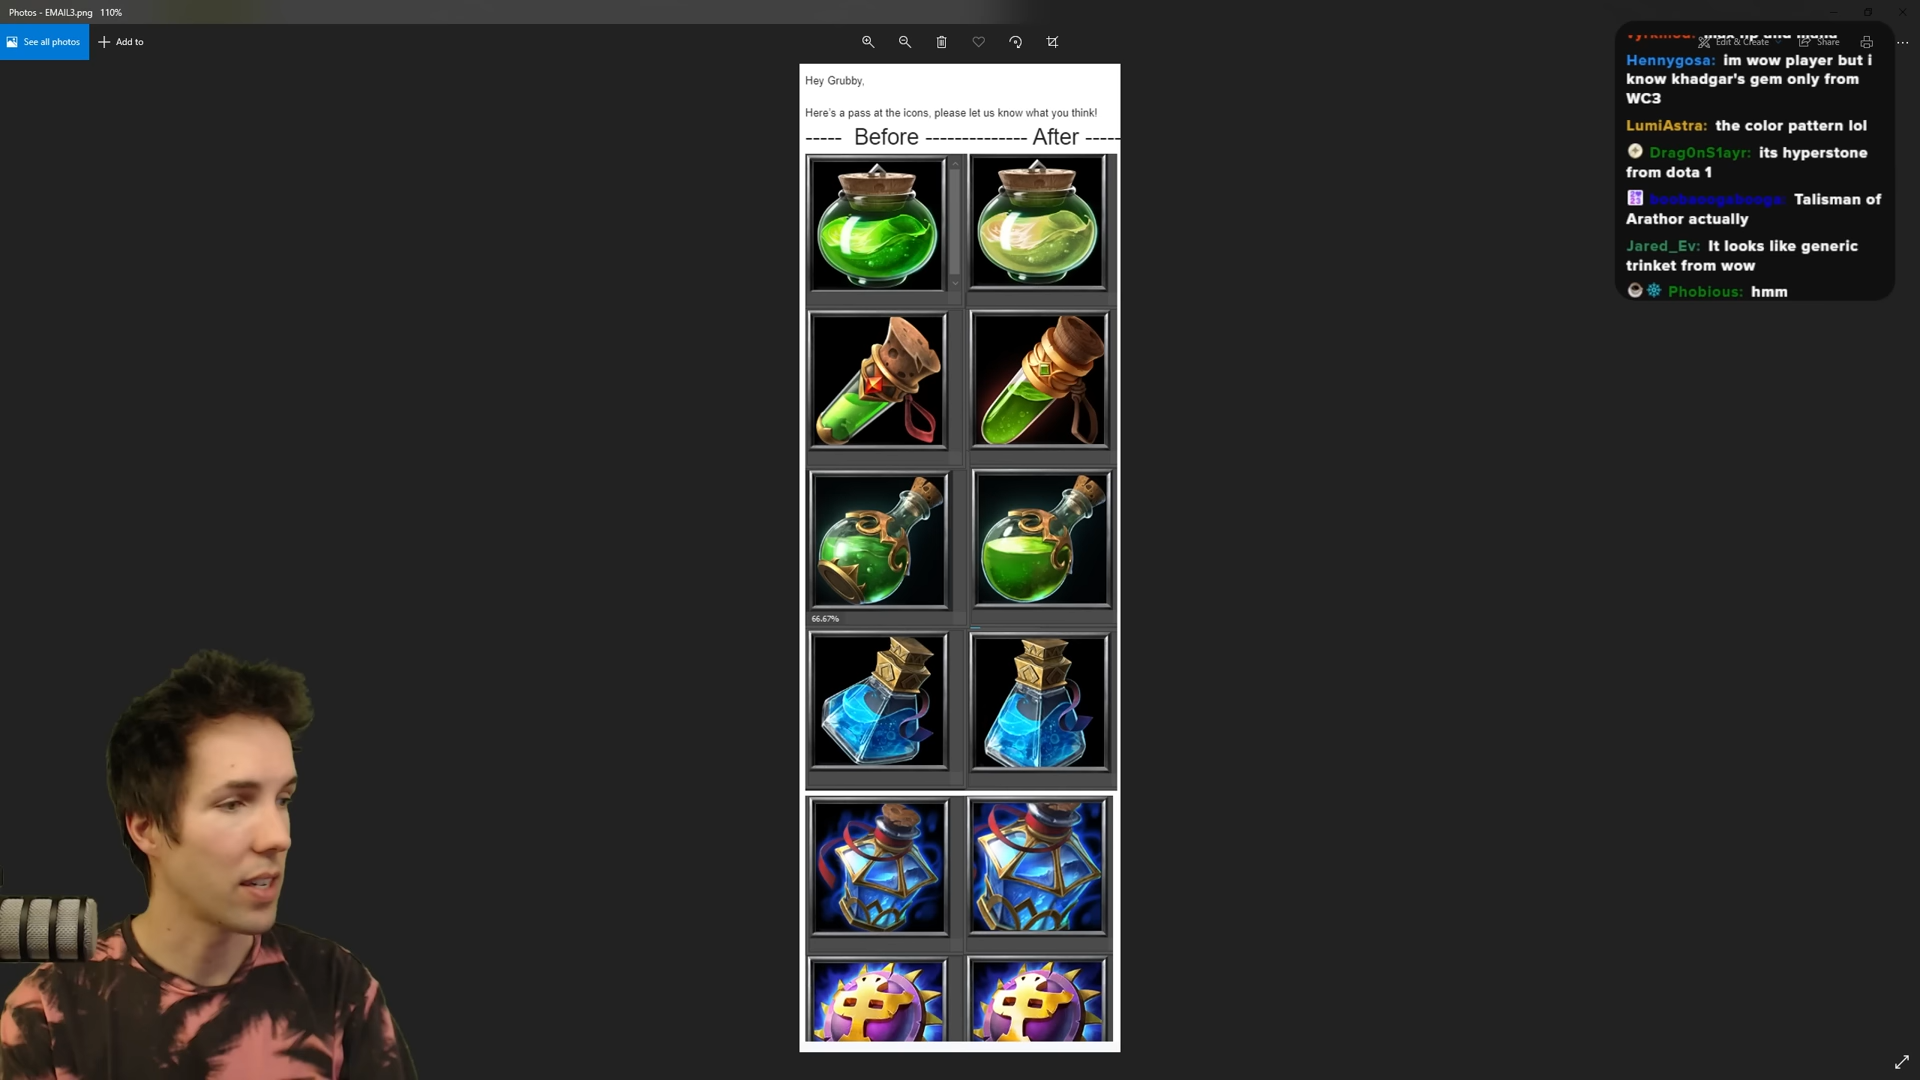 Photos - EMAIL3.png 110%
See all photos
Add to
Edit & Create
Share
Hey Grubby,
Here's a pass at the icons, please let us know what you think!
----- Before -------------- After -----
66.67%
Hennygosa: im wow player but i
know khadgar's gem only from
WC3
LumiAstra: the color pattern lol
Drag0nS1ayr: its hyperstone
from dota 1
Talisman of
Arathor actually
Jared_Ev: It looks like generic
trinket from wow
Phobious: hmm